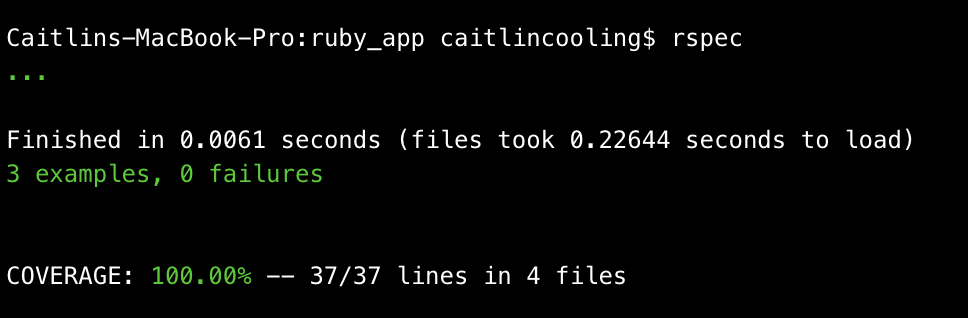 Caitlins-MacBook-Pro:ruby_app caitlincooling$ rspec
...
Finished in 0.0061 seconds (files took 0.22644 seconds to load)
3 examples, 0 failures
COVERAGE: 100.00% -- 37/37 lines in 4 files